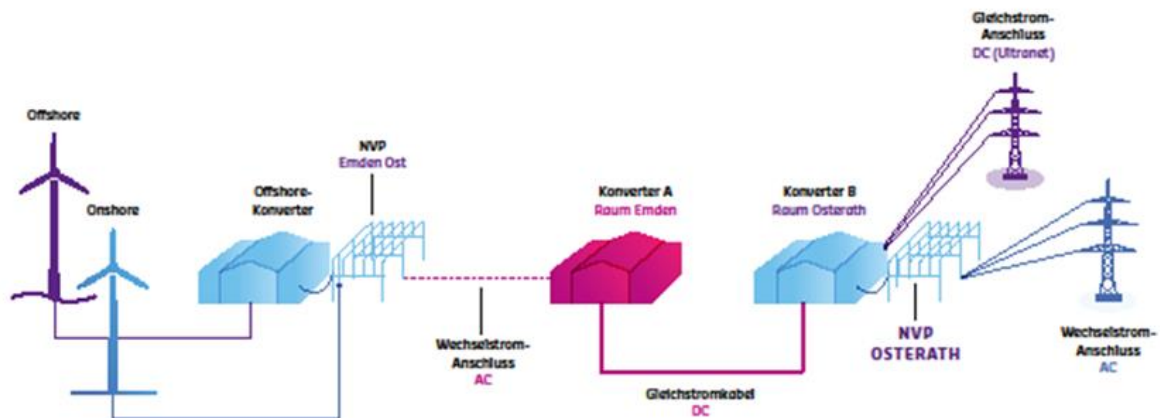 Offshore
Onshore
Offshore-
Konverter
NVP
Emden Ost
Wechselstrom-
Anschluss
AC
Konverter A
Raum Emden
Gleichstromkabel
DC
Konverter B
Raum Osterath
Gleichstrom-
Anschluss
DC (Ultranet)
NVP
OSTERATH
Wechselstrom-
Anschluss
AC